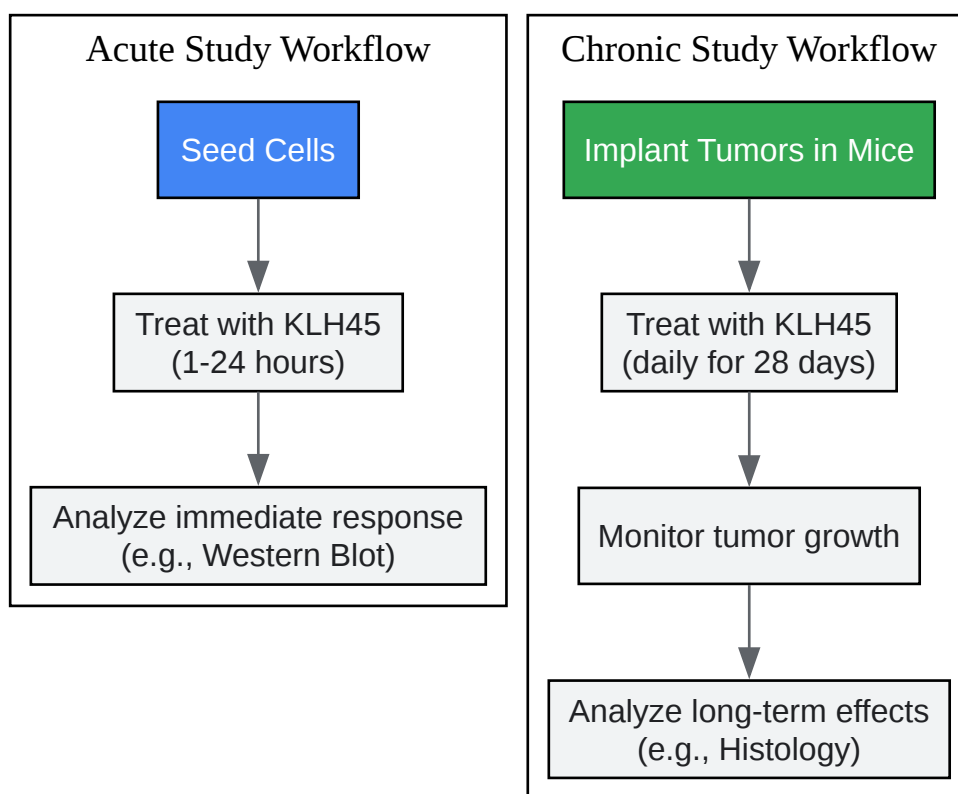 Acute Study Workflow
Seed Cells
Treat with KLH45
(1-24 hours)
Analyze immediate response
(e.g., Western Blot)
Chronic Study Workflow
Implant Tumors in Mice
Treat with KLH45
(daily for 28 days)
Monitor tumor growth
Analyze long-term effects
(e.g., Histology)